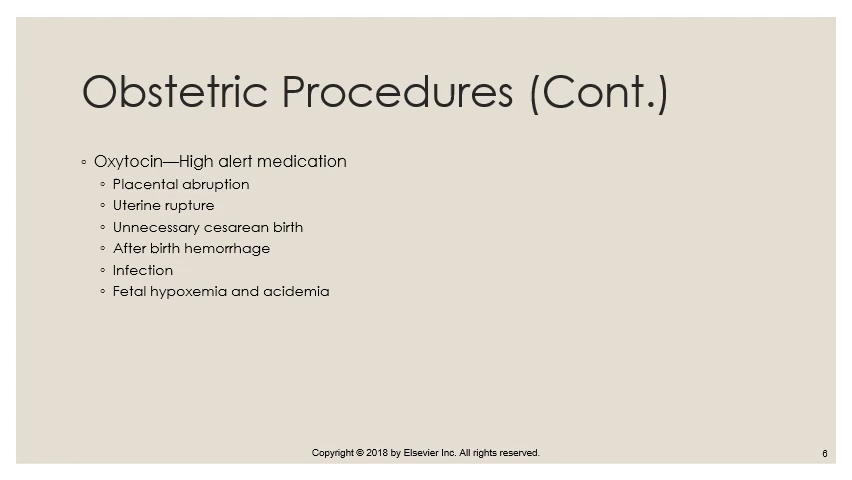 Obstetric Procedures (Cont.)
◦ Oxytocin—High alert medication
◦ Placental abruption
◦ Uterine rupture
◦ Unnecessary cesarean birth
◦ After birth hemorrhage
◦ Infection
◦ Fetal hypoxemia and acidemia
Copyright © 2018 by Elsevier Inc. All rights reserved.
6